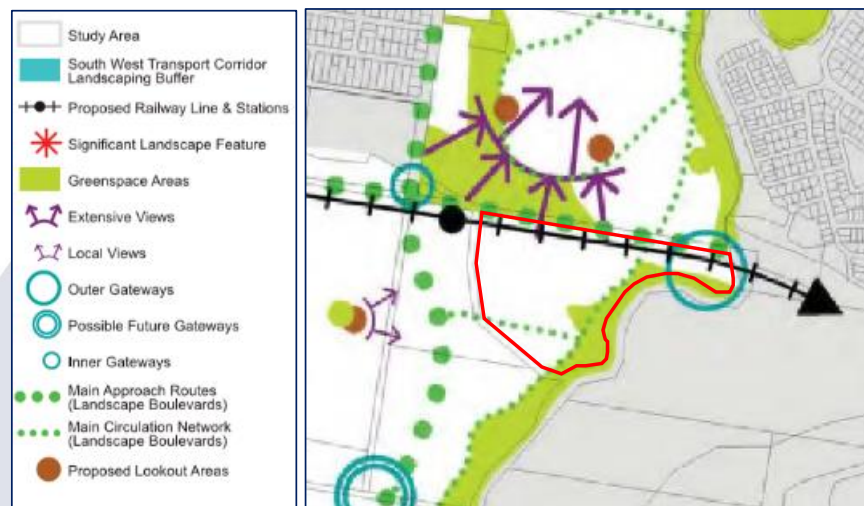 Study Area
South West Transport Corridor
Landscaping Buffer
Proposed Railway Line & Stations
Significant Landscape Feature
Greenspace Areas
Extensive Views
Local Views
Outer Gateways
Possible Future Gateways
Inner Gateways
Main Approach Routes
(Landscape Boulevards)
Main Circulation Network
(Landscape Boulevards)
Proposed Lookout Areas